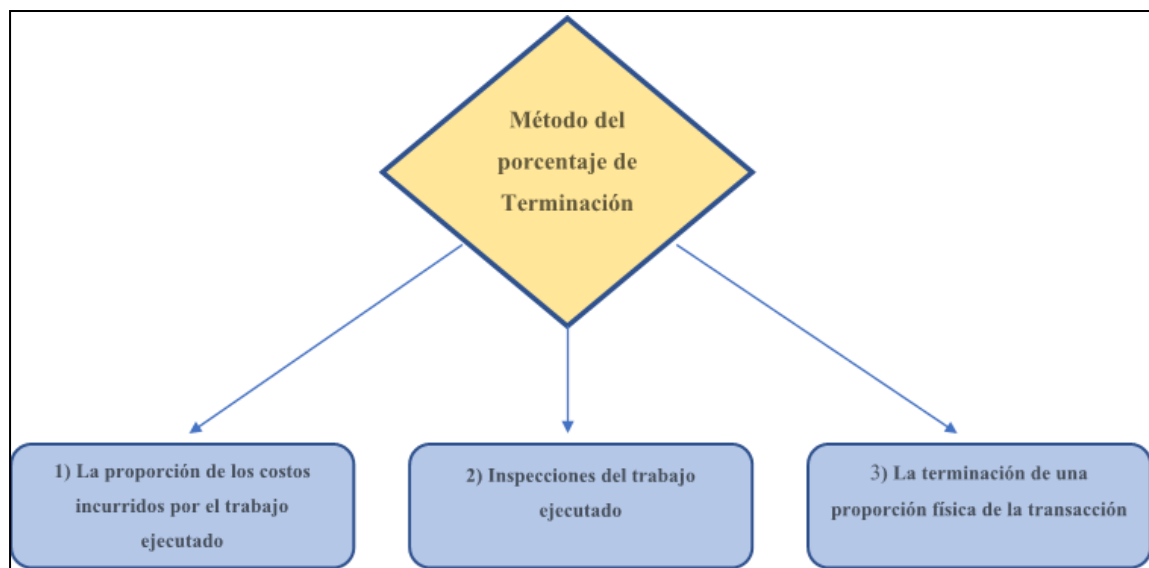 Método del
porcentaje de
Terminación
1) La proporción de los costos
incurridos por el trabajo
ejecutado
2) Inspecciones del trabajo
ejecutado
3) La terminación de una
proporción física de la transacción